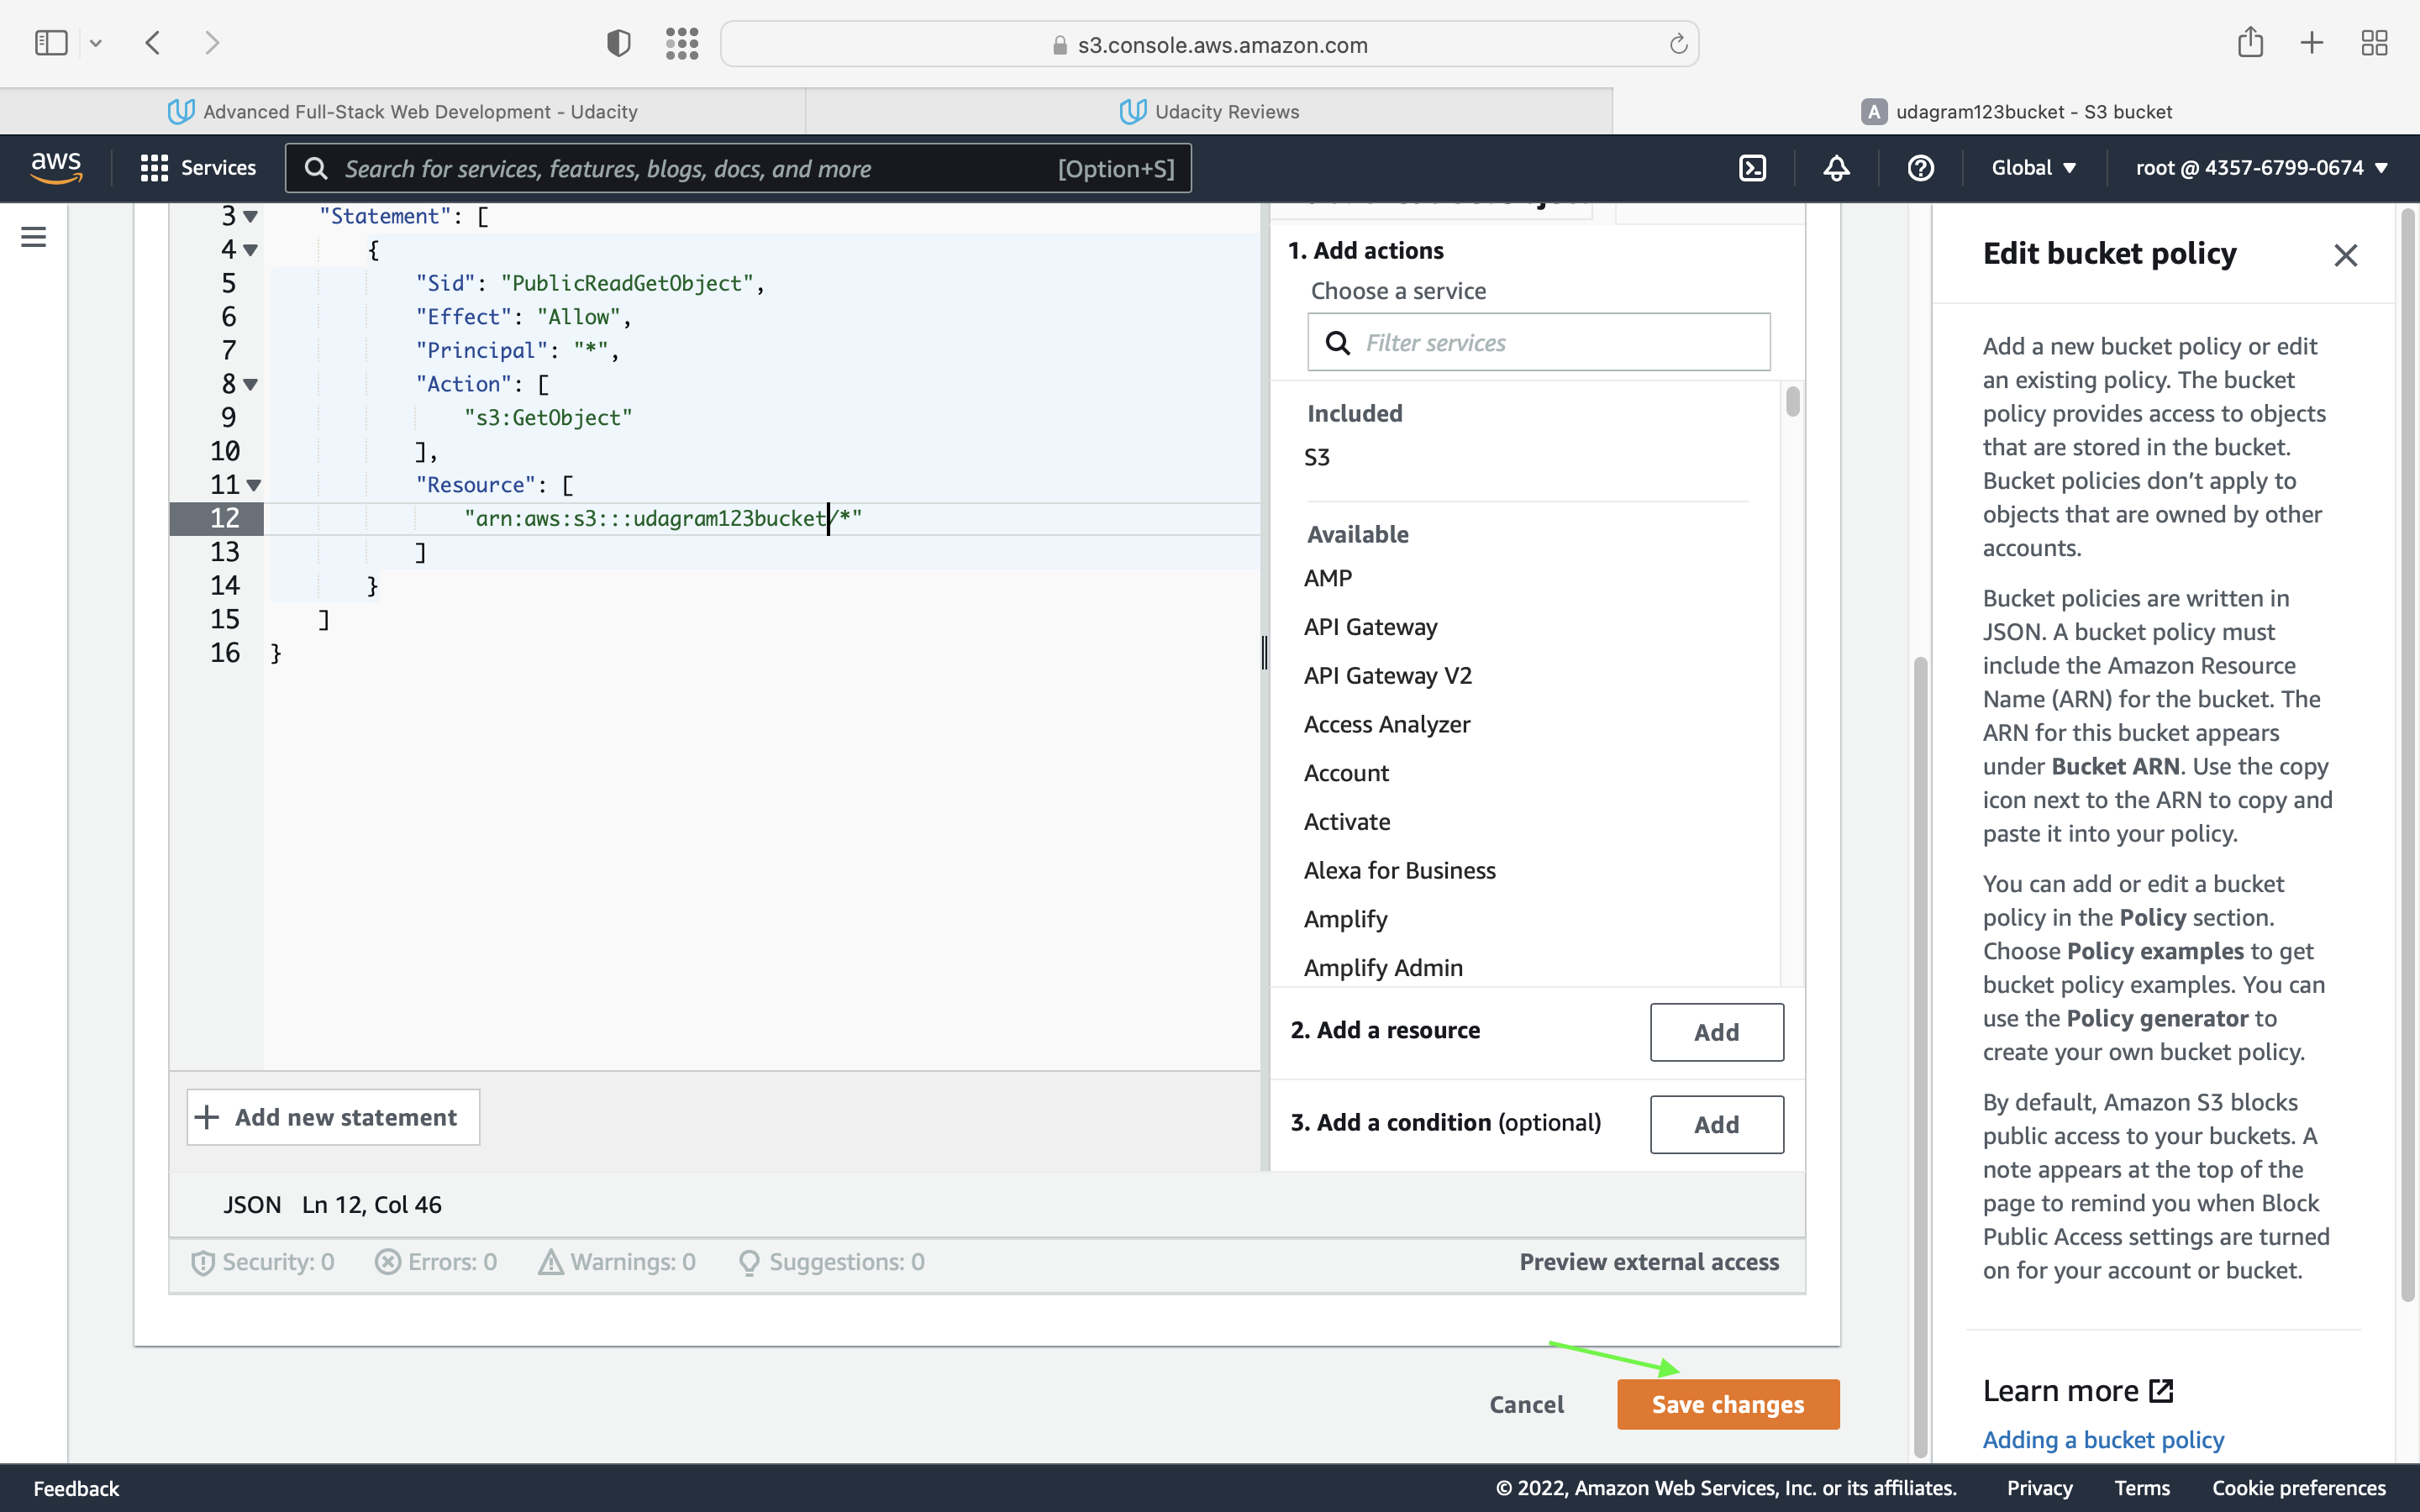 s3.console.aws.amazon.com
Advanced Full-Stack Web Development - Udacity
Udacity Reviews
A udagram123bucket - S3 bucket
aws
Services
Search for services, features, blogs, docs, and more [Option+S]
Global
root @ 4357-6799-0674
3 "Statement": [
4 {
5 "Sid": "PublicReadGetObject",
6 "Effect": "Allow",
7 "Principal": "*",
8 "Action": [
9 "s3:GetObject"
10 ],
11 "Resource": [
12 "arn:aws:s3:::udagram123bucket/*"
13 ]
14 }
15 ]
16 }
Add new statement
JSON Ln 12, Col 46
Security: 0 Errors: 0 Warnings: 0 Suggestions: 0
Preview external access
1. Add actions
Choose a service
Filter services
Included
S3
Available
AMP
API Gateway
API Gateway V2
Access Analyzer
Account
Activate
Alexa for Business
Amplify
Amplify Admin
2. Add a resource
Add
3. Add a condition (optional)
Add
Cancel
Save changes
Edit bucket policy
Add a new bucket policy or edit
an existing policy. The bucket
policy provides access to objects
that are stored in the bucket.
Bucket policies don’t apply to
objects that are owned by other
accounts.
Bucket policies are written in
JSON. A bucket policy must
include the Amazon Resource
Name (ARN) for the bucket. The
ARN for this bucket appears
under Bucket ARN. Use the copy
icon next to the ARN to copy and
paste it into your policy.
You can add or edit a bucket
policy in the Policy section.
Choose Policy examples to get
bucket policy examples. You can
use the Policy generator to
create your own bucket policy.
By default, Amazon S3 blocks
public access to your buckets. A
note appears at the top of the
page to remind you when Block
Public Access settings are turned
on for your account or bucket.
Learn more
Adding a bucket policy
Feedback
© 2022, Amazon Web Services, Inc. or its affiliates.
Privacy
Terms
Cookie preferences